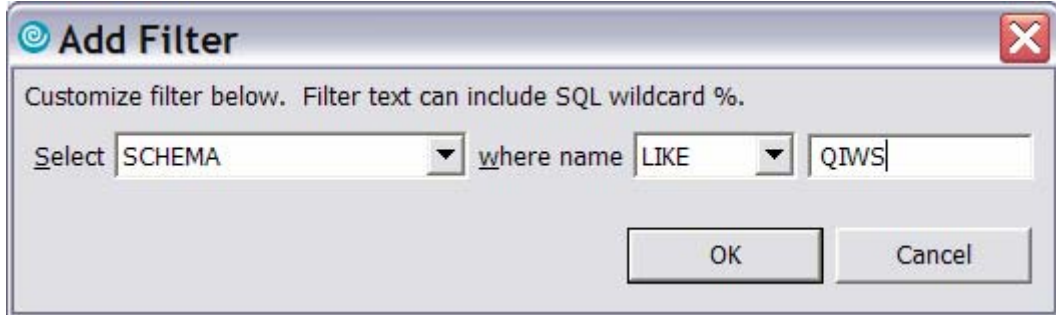 Add Filter
Customize filter below. Filter text can include SQL wildcard %.
Select SCHEMA where name LIKE QIWS
OK Cancel